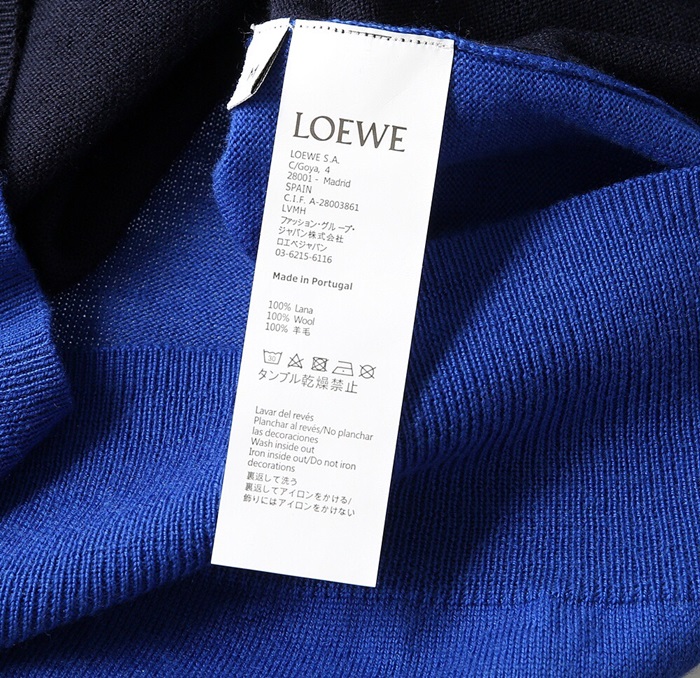 LOEWE
LOEWE S.A.
C/Goya, 4
28001 - Madrid
SPAIN
C.I.F. A-28003861
LVMH
ファッション・グループ・
ジャパン株式会社
ロエベジャパン
03-6215-6116
Made in Portugal
100% Lana
100% Wool
100% 羊毛
30
タンブル乾燥禁止
Lavar del revés
Planchar al revés/No planchar
las decoraciones
Wash inside out
Iron inside out/Do not iron
decorations
裏返して洗う
裏返してアイロンをかける/
飾りにはアイロンをかけない